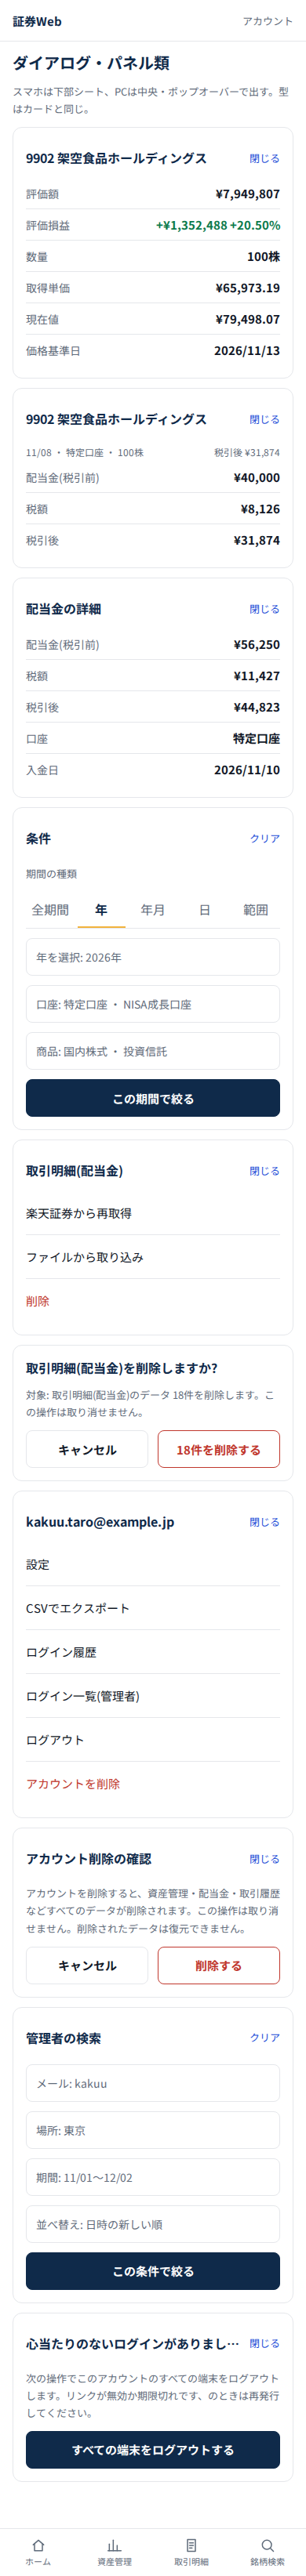 証券Web
アカウント
ダイアログ・パネル類
スマホは下部シート、PCは中央・ポップオーバーで出す。型
はカードと同じ。
9902 架空食品ホールディングス
閉じる
評価額
¥7,949,807
評価損益
+¥1,352,488 +20.50%
数量
100株
取得単価
¥65,973.19
現在値
¥79,498.07
価格基準日
2026/11/13
9902 架空食品ホールディングス
閉じる
11/08 ・ 特定口座 ・ 100株
税引後 ¥31,874
配当金(税引前)
¥40,000
税額
¥8,126
税引後
¥31,874
配当金の詳細
閉じる
配当金(税引前)
¥56,250
税額
¥11,427
税引後
¥44,823
口座
特定口座
入金日
2026/11/10
条件
クリア
期間の種類
全期間
年
年月
日
範囲
年を選択: 2026年
口座: 特定口座 ・ NISA成長口座
商品: 国内株式 ・ 投資信託
この期間で絞る
取引明細(配当金)
閉じる
楽天証券から再取得
ファイルから取り込み
削除
取引明細(配当金)を削除しますか?
対象: 取引明細(配当金)のデータ 18件を削除します。こ
の操作は取り消せません。
キャンセル
18件を削除する
kakuu.taro@example.jp
閉じる
設定
CSVでエクスポート
ログイン履歴
ログイン一覧(管理者)
ログアウト
アカウントを削除
アカウント削除の確認
閉じる
アカウントを削除すると、資産管理・配当金・取引履歴
などすべてのデータが削除されます。この操作は取り消
せません。削除されたデータは復元できません。
キャンセル
削除する
管理者の検索
クリア
メール: kakuu
場所: 東京
期間: 11/01〜12/02
並べ替え: 日時の新しい順
この条件で絞る
心当たりのないログインがありまし…
閉じる
次の操作でこのアカウントのすべての端末をログアウト
します。リンクが無効か期限切れです、のときは再発行
してください。
すべての端末をログアウトする
ホーム
資産管理
取引明細
銘柄検索